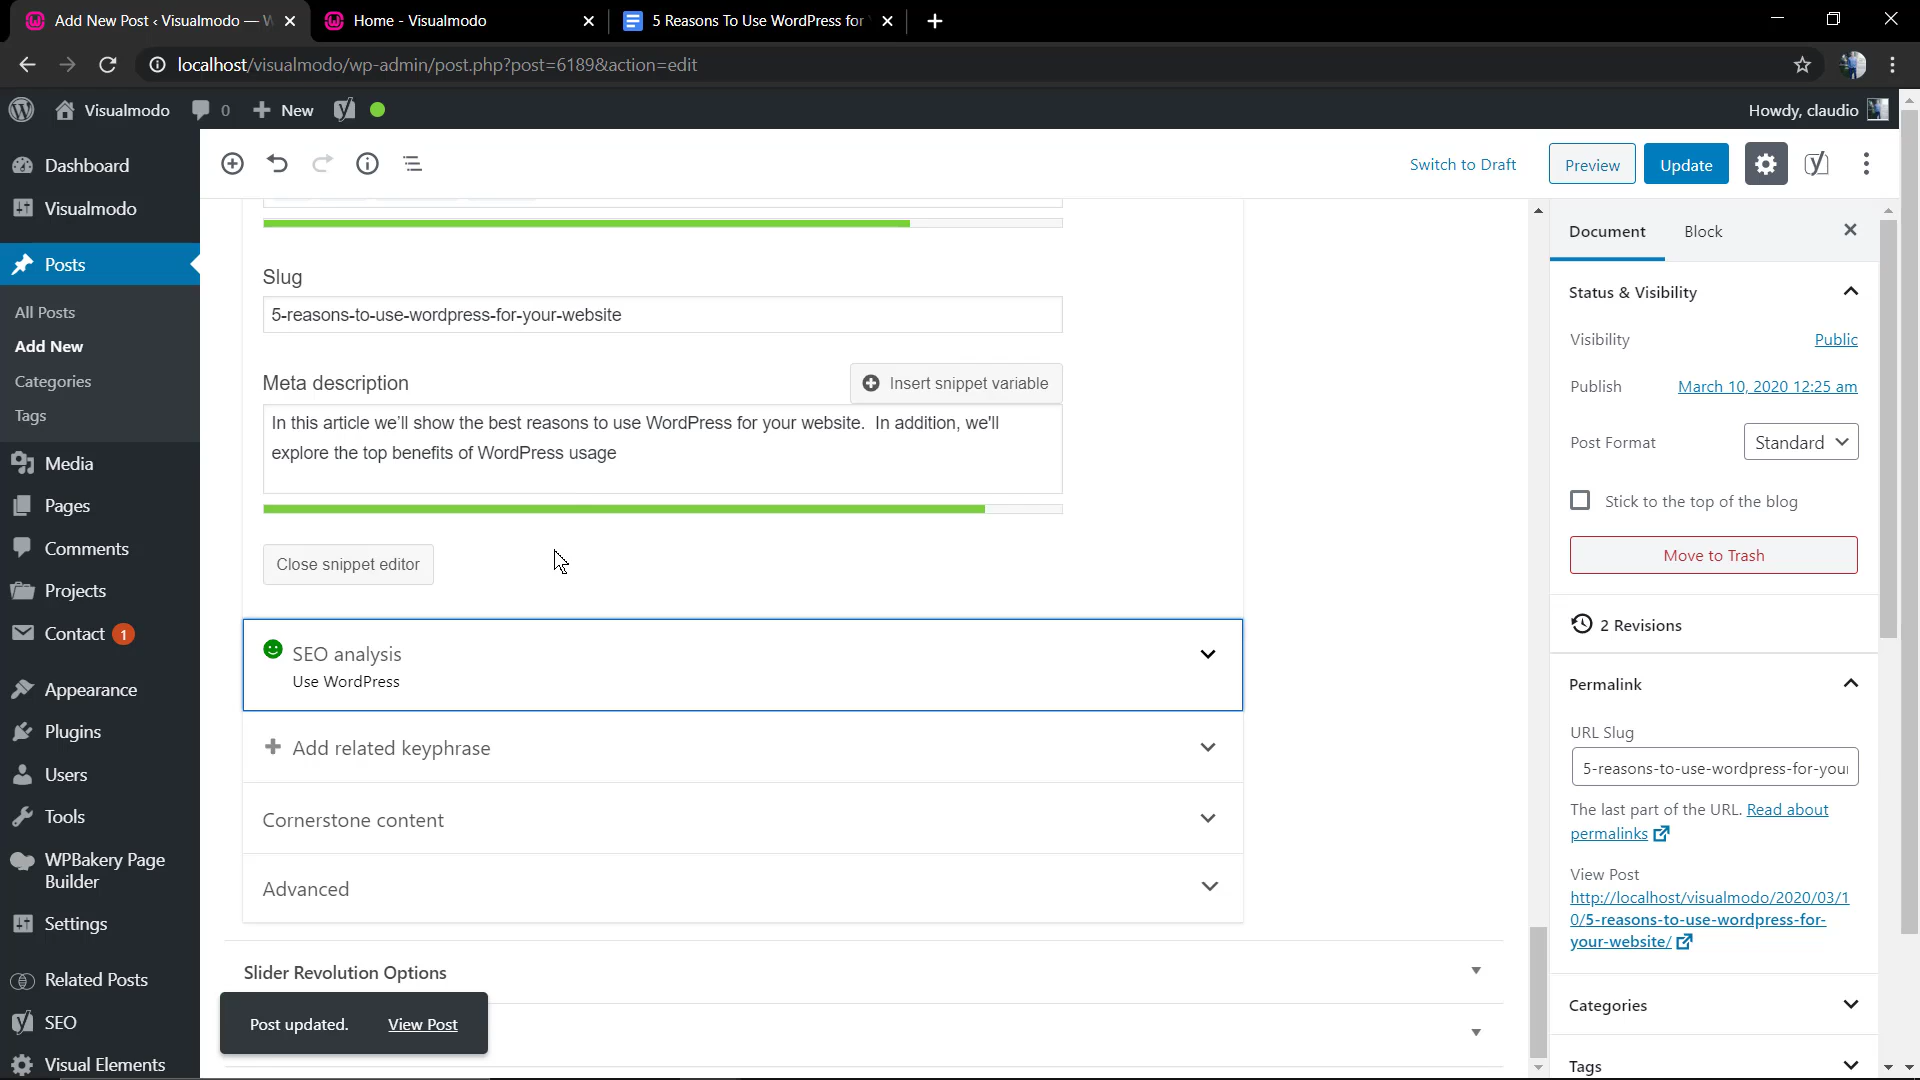 Add New Post ‹ Visualmodo — W
Home - Visualmodo
5 Reasons To Use WordPress for
localhost/visualmodo/wp-admin/post.php?post=6189&action=edit
Visualmodo
0
New
Howdy, claudio
Dashboard
Visualmodo
Posts
All Posts
Add New
Categories
Tags
Media
Pages
Comments
Projects
Contact 1
Appearance
Plugins
Users
Tools
WPBakery Page
Builder
Settings
Related Posts
SEO
Visual Elements
Switch to Draft
Preview
Update
Slug
5-reasons-to-use-wordpress-for-your-website
Meta description
Insert snippet variable
In this article we'll show the best reasons to use WordPress for your website.  In addition, we'll
explore the top benefits of WordPress usage
Close snippet editor
SEO analysis
Use WordPress
Add related keyphrase
Cornerstone content
Advanced
Slider Revolution Options
Post updated.
View Post
Document
Block
Status & Visibility
Visibility
Public
Publish
March 10, 2020 12:25 am
Post Format
Standard
Stick to the top of the blog
Move to Trash
2 Revisions
Permalink
URL Slug
5-reasons-to-use-wordpress-for-your
The last part of the URL. Read about
permalinks
View Post
http://localhost/visualmodo/2020/03/1
0/5-reasons-to-use-wordpress-for-
your-website/
Categories
Tags